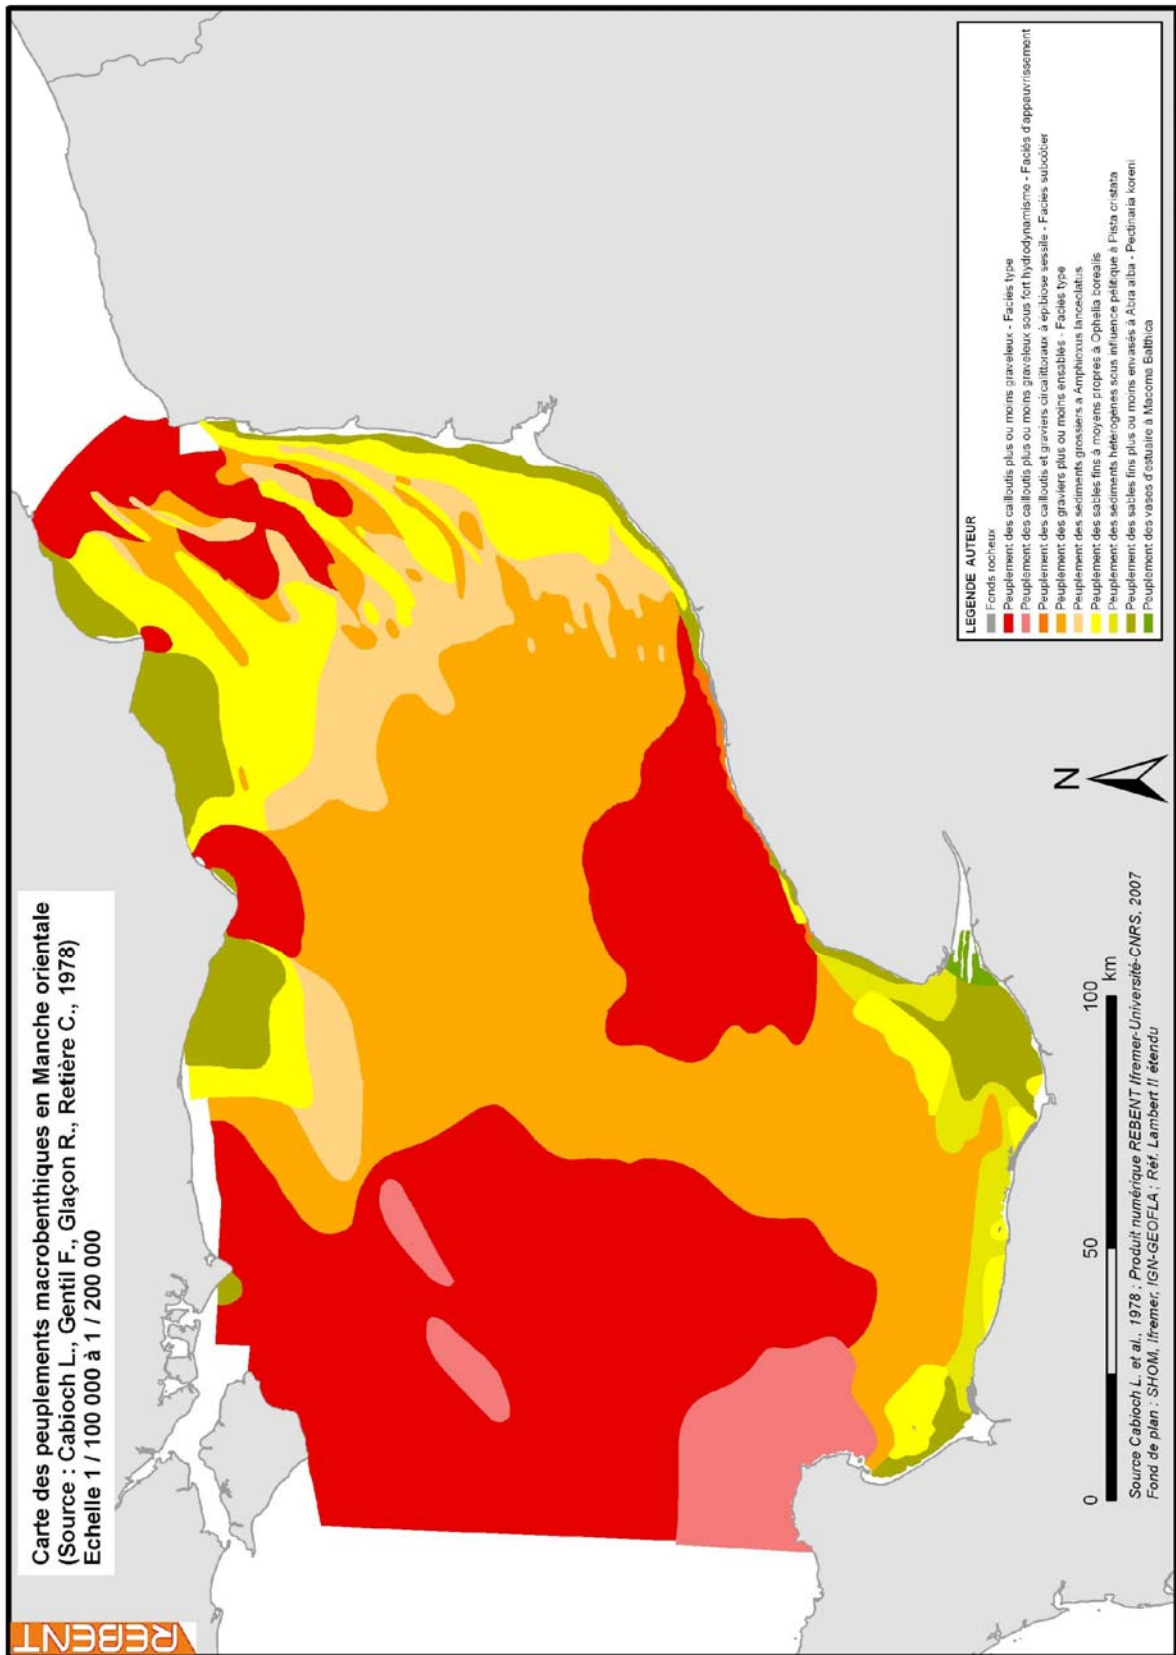 REBENT
Carte des peuplements macrobenthiques en Manche orientale
(Source : Cabioch L., Gentil F., Glaçon R., Retière C., 1978)
Echelle 1 / 100 000 à 1 / 200 000
LEGENDE AUTEUR
Fonds rocheux
Peuplement des cailloutis plus ou moins graveleux - Faciès type
Peuplement des cailloutis plus ou moins graveleux sous fort hydrodynamisme - Faciès d'appauvrissement
Peuplement des cailloutis et graviers circalittoraux à épibiose sessile - Faciès subcôtier
Peuplement des graviers plus ou moins ensablés - Faciès type
Peuplement des sédiments grossiers a Amphioxus lanceolatus
Peuplement des sables fins à moyens propres à Ophelia borealis
Peuplement des sédiments hétérogènes sous influence pélitique à Pista cristata
Peuplement des sables fins plus ou moins envasés à Abra alba - Pectinaria koreni
Peuplement des vases d'estuaire à Macoma Balthica
N
0 50 100
km
Source Cabioch L. et al., 1978 ; Produit numérique REBENT Ifremer-Université-CNRS, 2007
Fond de plan : SHOM, Ifremer, IGN-GEOFLA ; Réf. Lambert II étendu